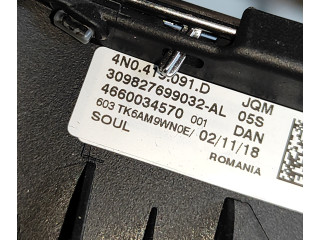 4N0.419.091.D JQM
309827699032-AL 05S
4660034570 001 DAN
603 TK6AM9WN0E/ 02/11/18
SOUL ROMANIA